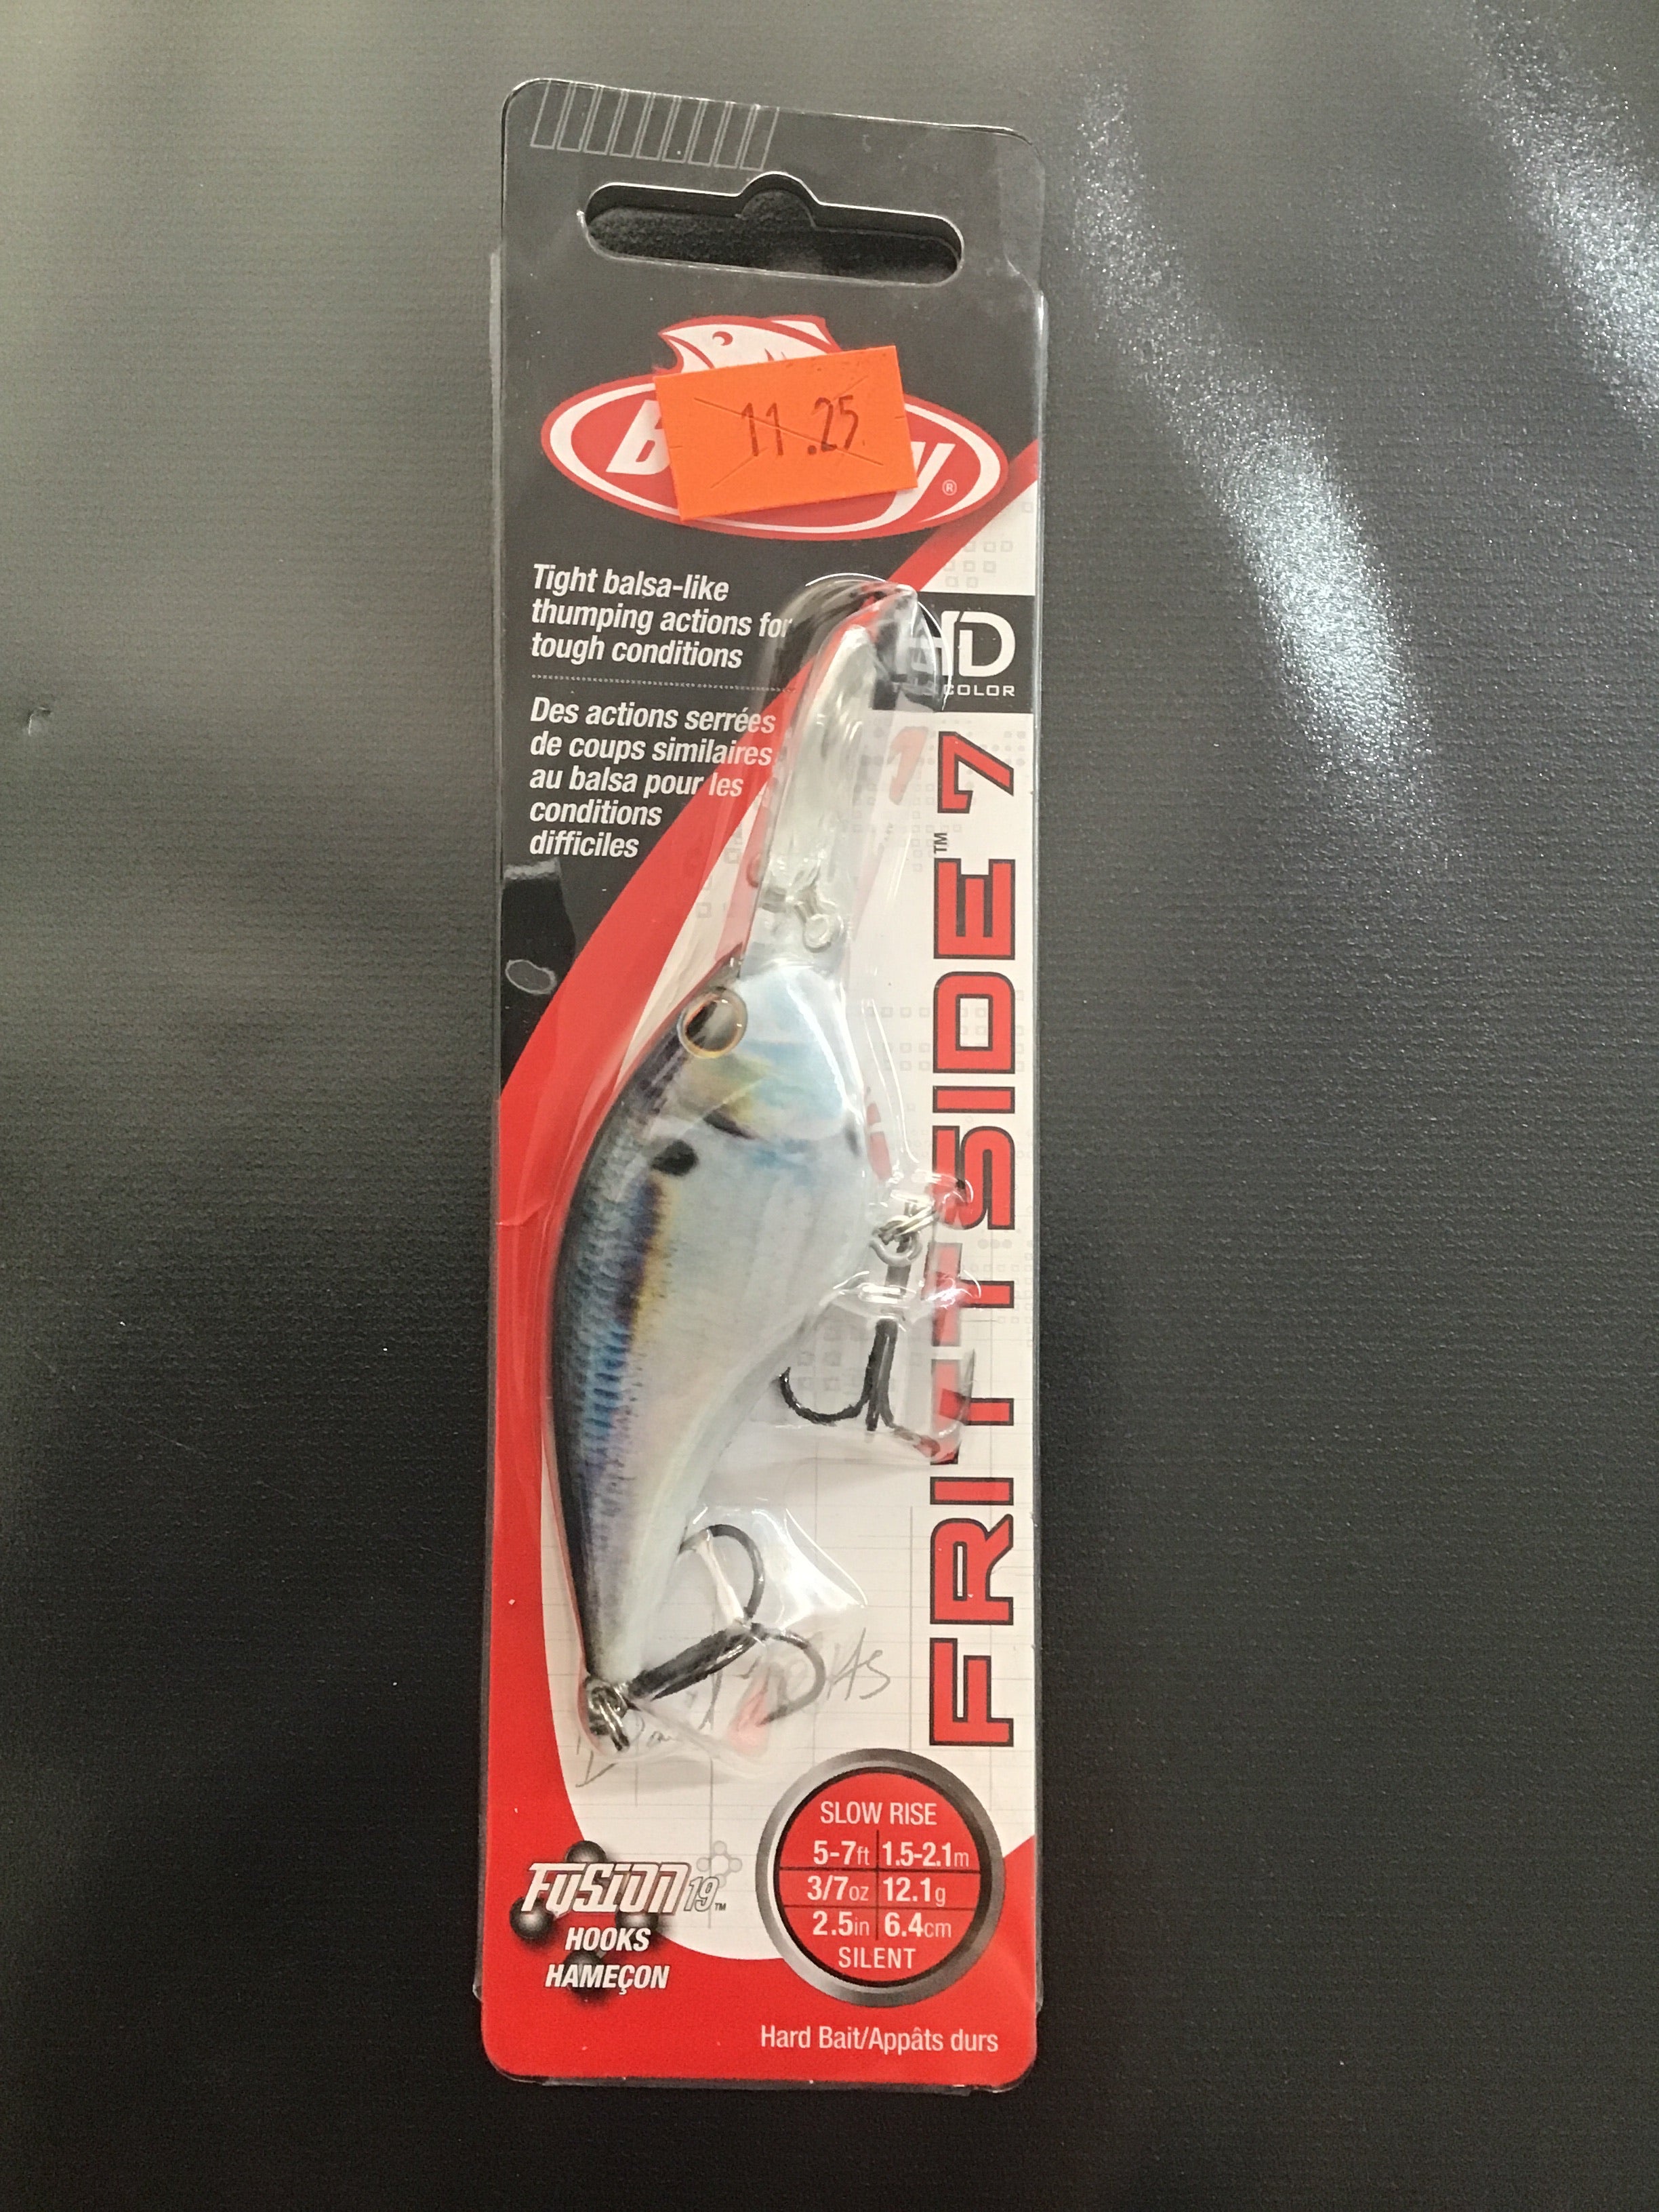 11.25
®
Tight balsa-like
thumping actions for
tough conditions
Des actions serrées
de coups similaires
au balsa pour les
conditions
difficiles
HD
COLOR
FRITTSIDE™ 7
SLOW RISE
5-7ft 1.5-2.1m
3/7oz 12.1g
2.5in 6.4cm
SILENT
FUSION19™
HOOKS
HAMEÇON
Hard Bait/Appâts durs